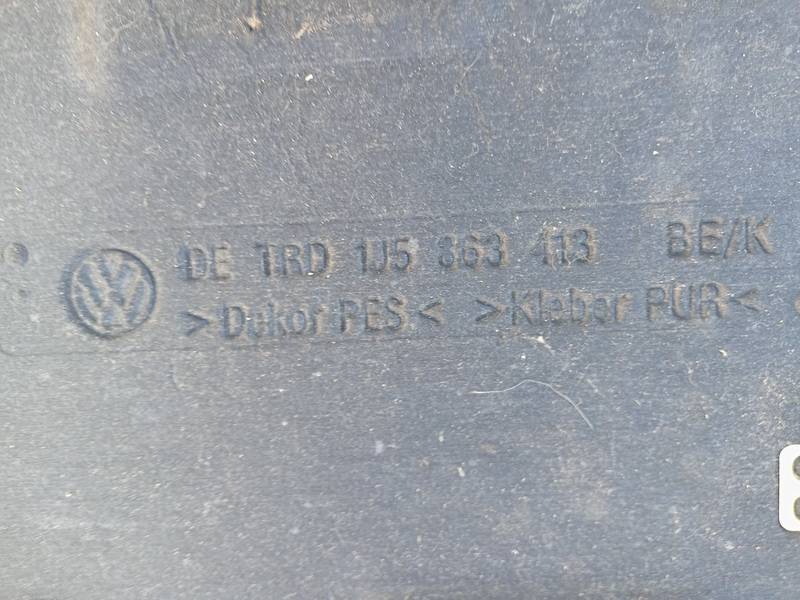 DE TRD 1J5 863 413 BE/K
>Dekor PES< >Kleber PUR<